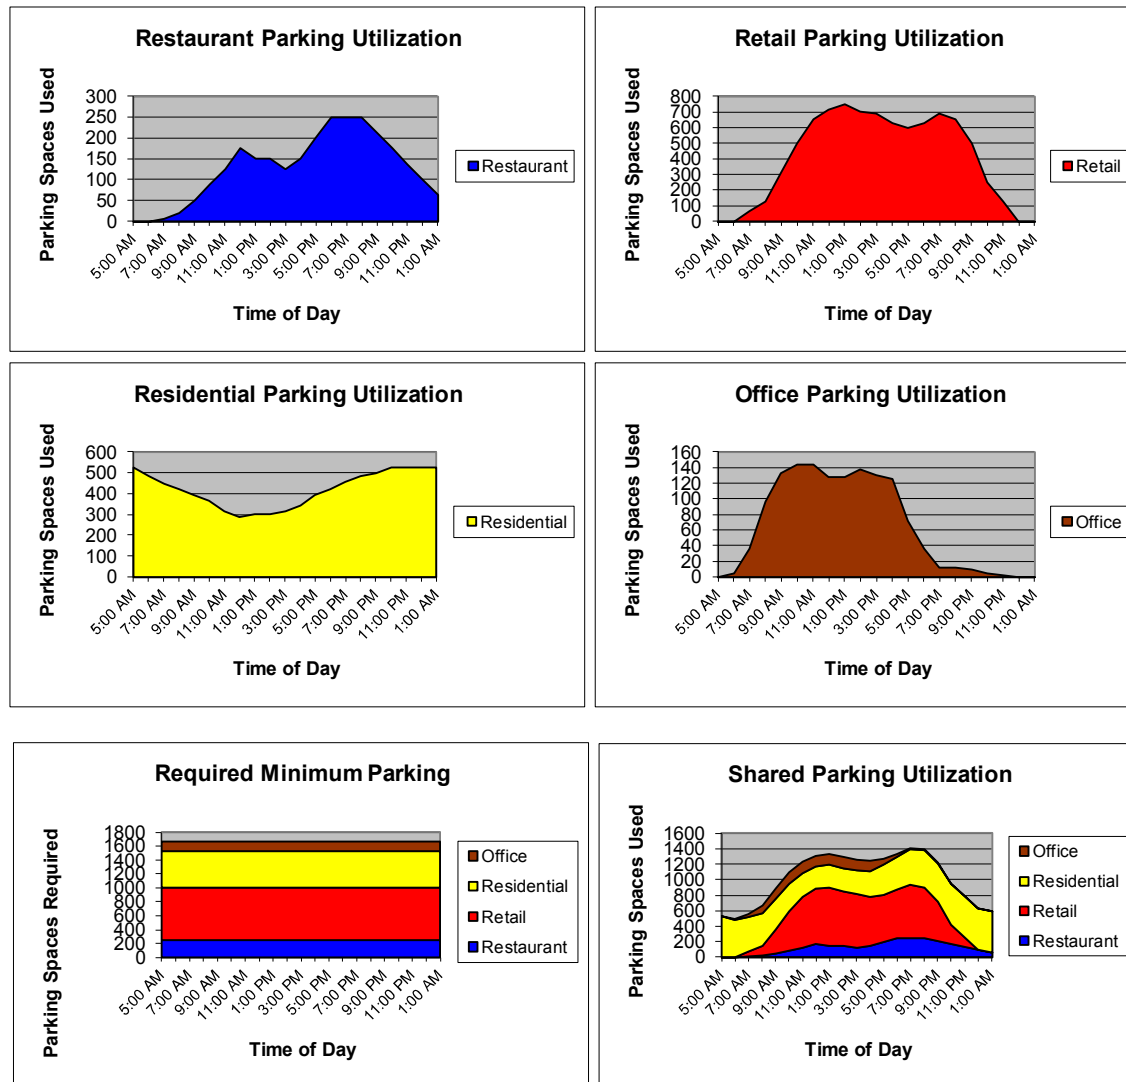 Restaurant Parking Utilization
Parking Spaces Used
300
250
200
150
100
50
0
5:00 AM
7:00 AM
9:00 AM
11:00 AM
1:00 PM
3:00 PM
5:00 PM
7:00 PM
9:00 PM
11:00 PM
1:00 AM
Time of Day
Restaurant
Retail Parking Utilization
Parking Spaces Used
800
700
600
500
400
300
200
100
0
5:00 AM
7:00 AM
9:00 AM
11:00 AM
1:00 PM
3:00 PM
5:00 PM
7:00 PM
9:00 PM
11:00 PM
1:00 AM
Time of Day
Retail
Residential Parking Utilization
Parking Spaces Used
600
500
400
300
200
100
0
5:00 AM
7:00 AM
9:00 AM
11:00 AM
1:00 PM
3:00 PM
5:00 PM
7:00 PM
9:00 PM
11:00 PM
1:00 AM
Time of Day
Residential
Office Parking Utilization
Parking Spaces Used
160
140
120
100
80
60
40
20
0
5:00 AM
7:00 AM
9:00 AM
11:00 AM
1:00 PM
3:00 PM
5:00 PM
7:00 PM
9:00 PM
11:00 PM
1:00 AM
Time of Day
Office
Required Minimum Parking
Parking Spaces Required
1800
1600
1400
1200
1000
800
600
400
200
0
5:00 AM
7:00 AM
9:00 AM
11:00 AM
1:00 PM
3:00 PM
5:00 PM
7:00 PM
9:00 PM
11:00 PM
1:00 AM
Time of Day
Office
Residential
Retail
Restaurant
Shared Parking Utilization
Parking Spaces Used
1600
1400
1200
1000
800
600
400
200
0
5:00 AM
7:00 AM
9:00 AM
11:00 AM
1:00 PM
3:00 PM
5:00 PM
7:00 PM
9:00 PM
11:00 PM
1:00 AM
Time of Day
Office
Residential
Retail
Restaurant